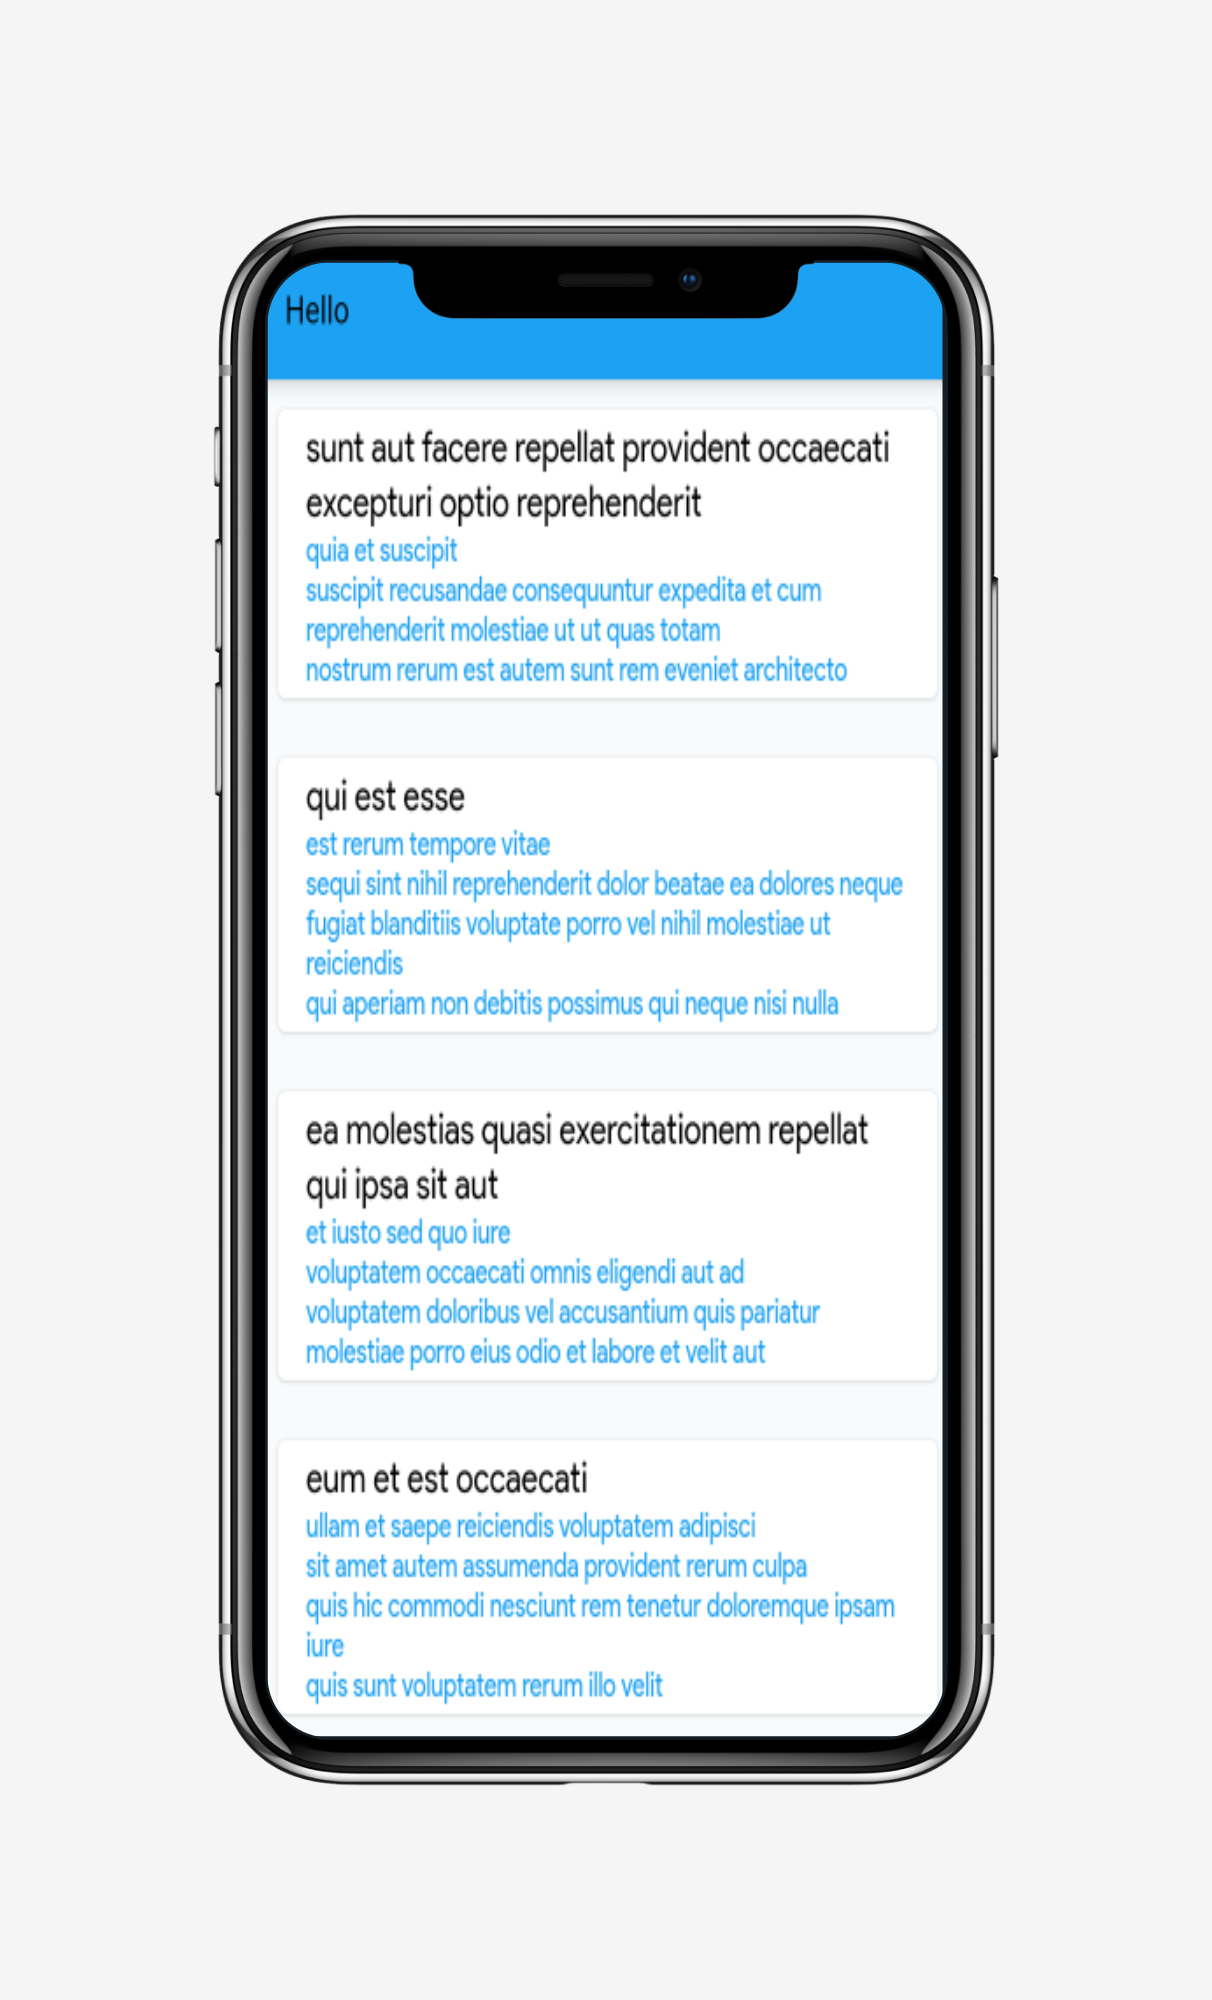 Hello
sunt aut facere repellat provident occaecati
excepturi optio reprehenderit
quia et suscipit
suscipit recusandae consequuntur expedita et cum
reprehenderit molestiae ut ut quas totam
nostrum rerum est autem sunt rem eveniet architecto
qui est esse
est rerum tempore vitae
sequi sint nihil reprehenderit dolor beatae ea dolores neque
fugiat blanditiis voluptate porro vel nihil molestiae ut
reiciendis
qui aperiam non debitis possimus qui neque nisi nulla
ea molestias quasi exercitationem repellat
qui ipsa sit aut
et iusto sed quo iure
voluptatem occaecati omnis eligendi aut ad
voluptatem doloribus vel accusantium quis pariatur
molestiae porro eius odio et labore et velit aut
eum et est occaecati
ullam et saepe reiciendis voluptatem adipisci
sit amet autem assumenda provident rerum culpa
quis hic commodi nesciunt rem tenetur doloremque ipsam
iure
quis sunt voluptatem rerum illo velit